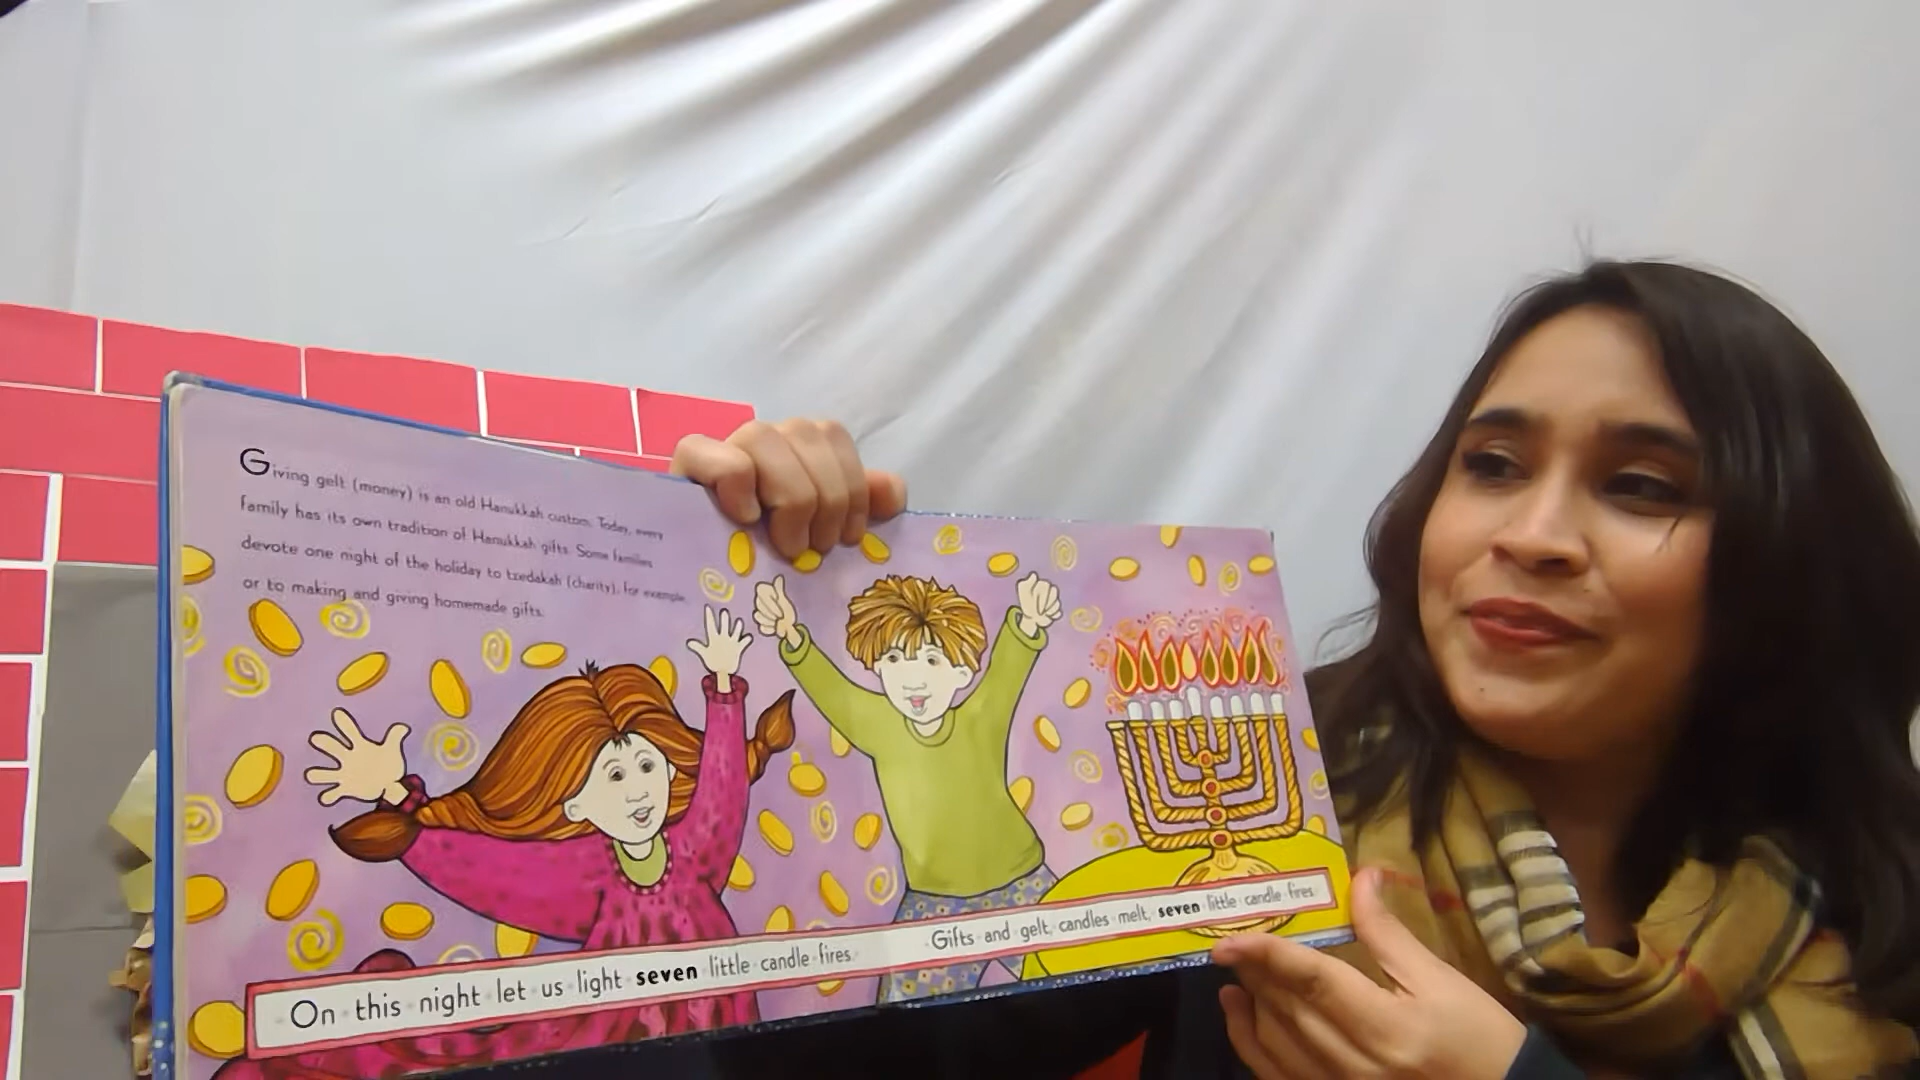 Giving gelt (money) is an old Hanukkah custom. Today, every
family has its own tradition of Hanukkah gifts. Some families
devote one night of the holiday to tzedakah (charity), for example,
or to making and giving homemade gifts.
On·this·night·let·us·light·seven·little·candle·fires.
Gifts·and·gelt, candles·melt, seven·little·candle·fires.